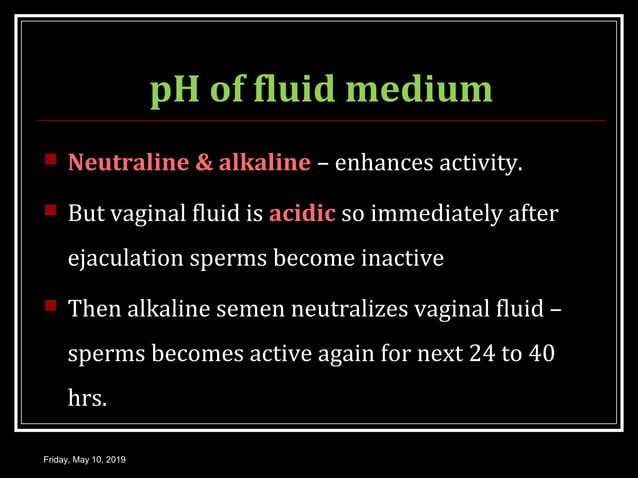 pH of fluid medium
Neutraline & alkaline – enhances activity.
But vaginal fluid is acidic so immediately after
ejaculation sperms become inactive
Then alkaline semen neutralizes vaginal fluid –
sperms becomes active again for next 24 to 40
hrs.
Friday, May 10, 2019